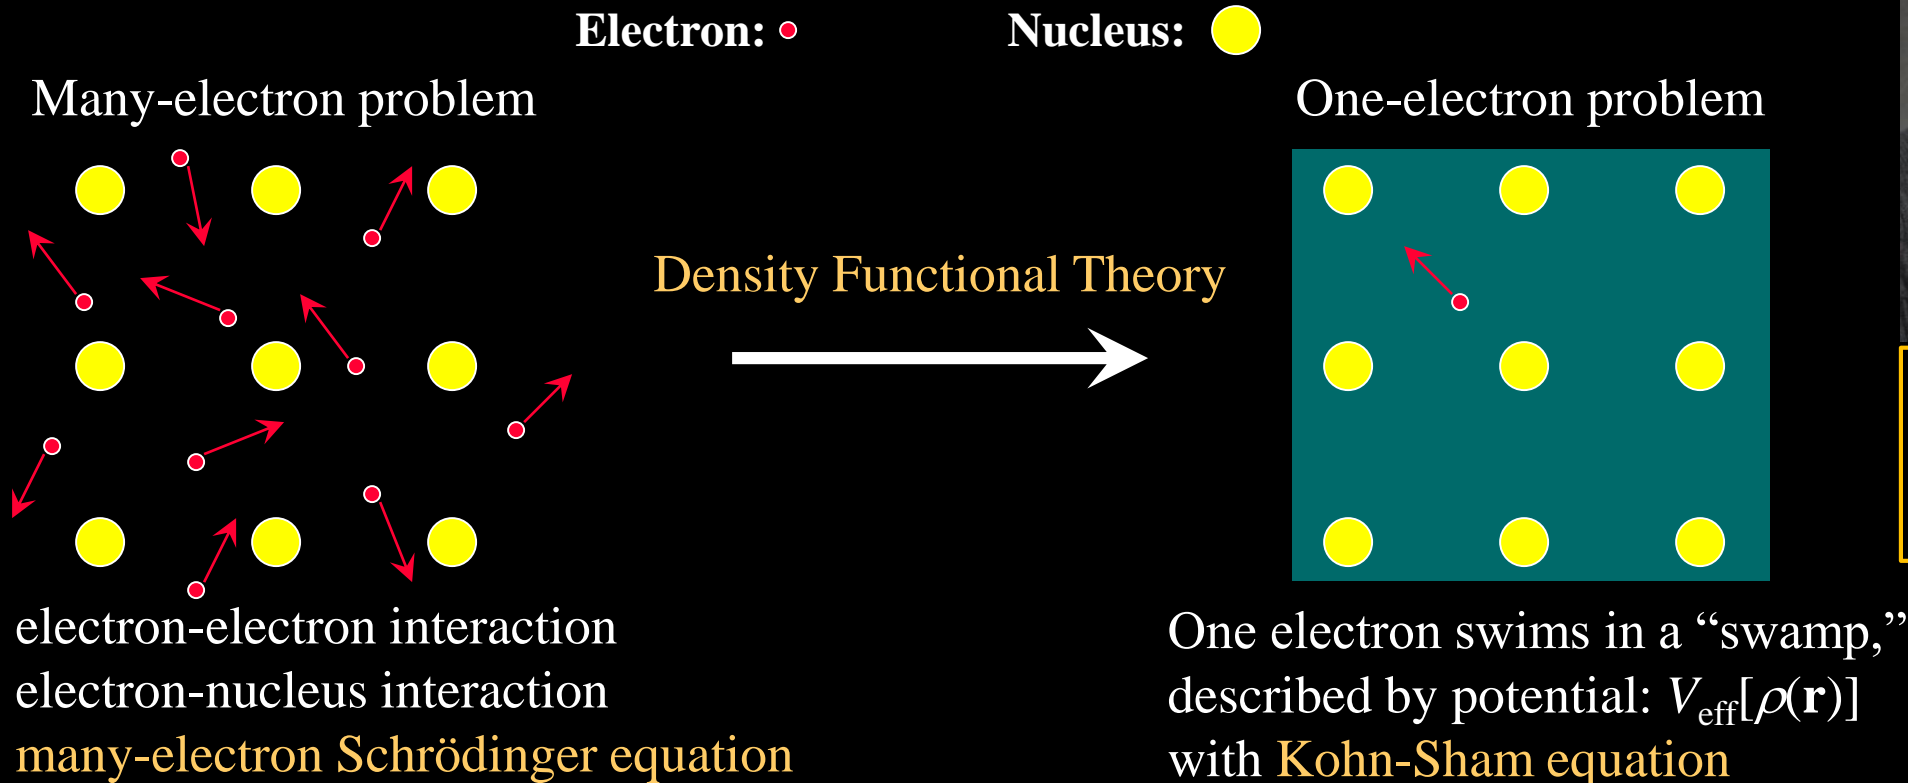 Electron:
Nucleus:
Many-electron problem
One-electron problem
Density Functional Theory
electron-electron interaction
electron-nucleus interaction
many-electron Schrödinger equation
One electron swims in a “swamp,”
described by potential: V_eff[ρ(r)]
with Kohn-Sham equation